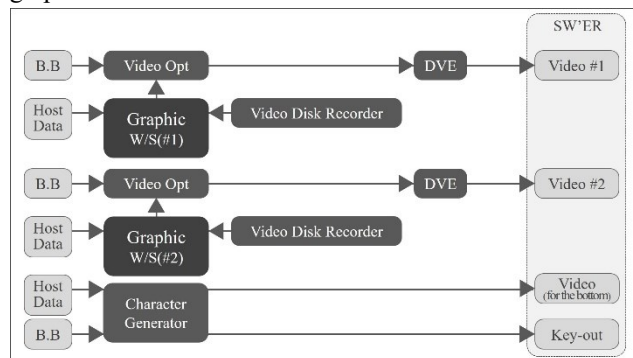 SW'ER
B.B
Video Opt
DVE
Video #1
Host
Data
Graphic
W/S(#1)
Video Disk Recorder
B.B
Video Opt
DVE
Video #2
Host
Data
Graphic
W/S(#2)
Video Disk Recorder
Host
Data
Character
Generator
Video
(for the bottom)
B.B
Key-out